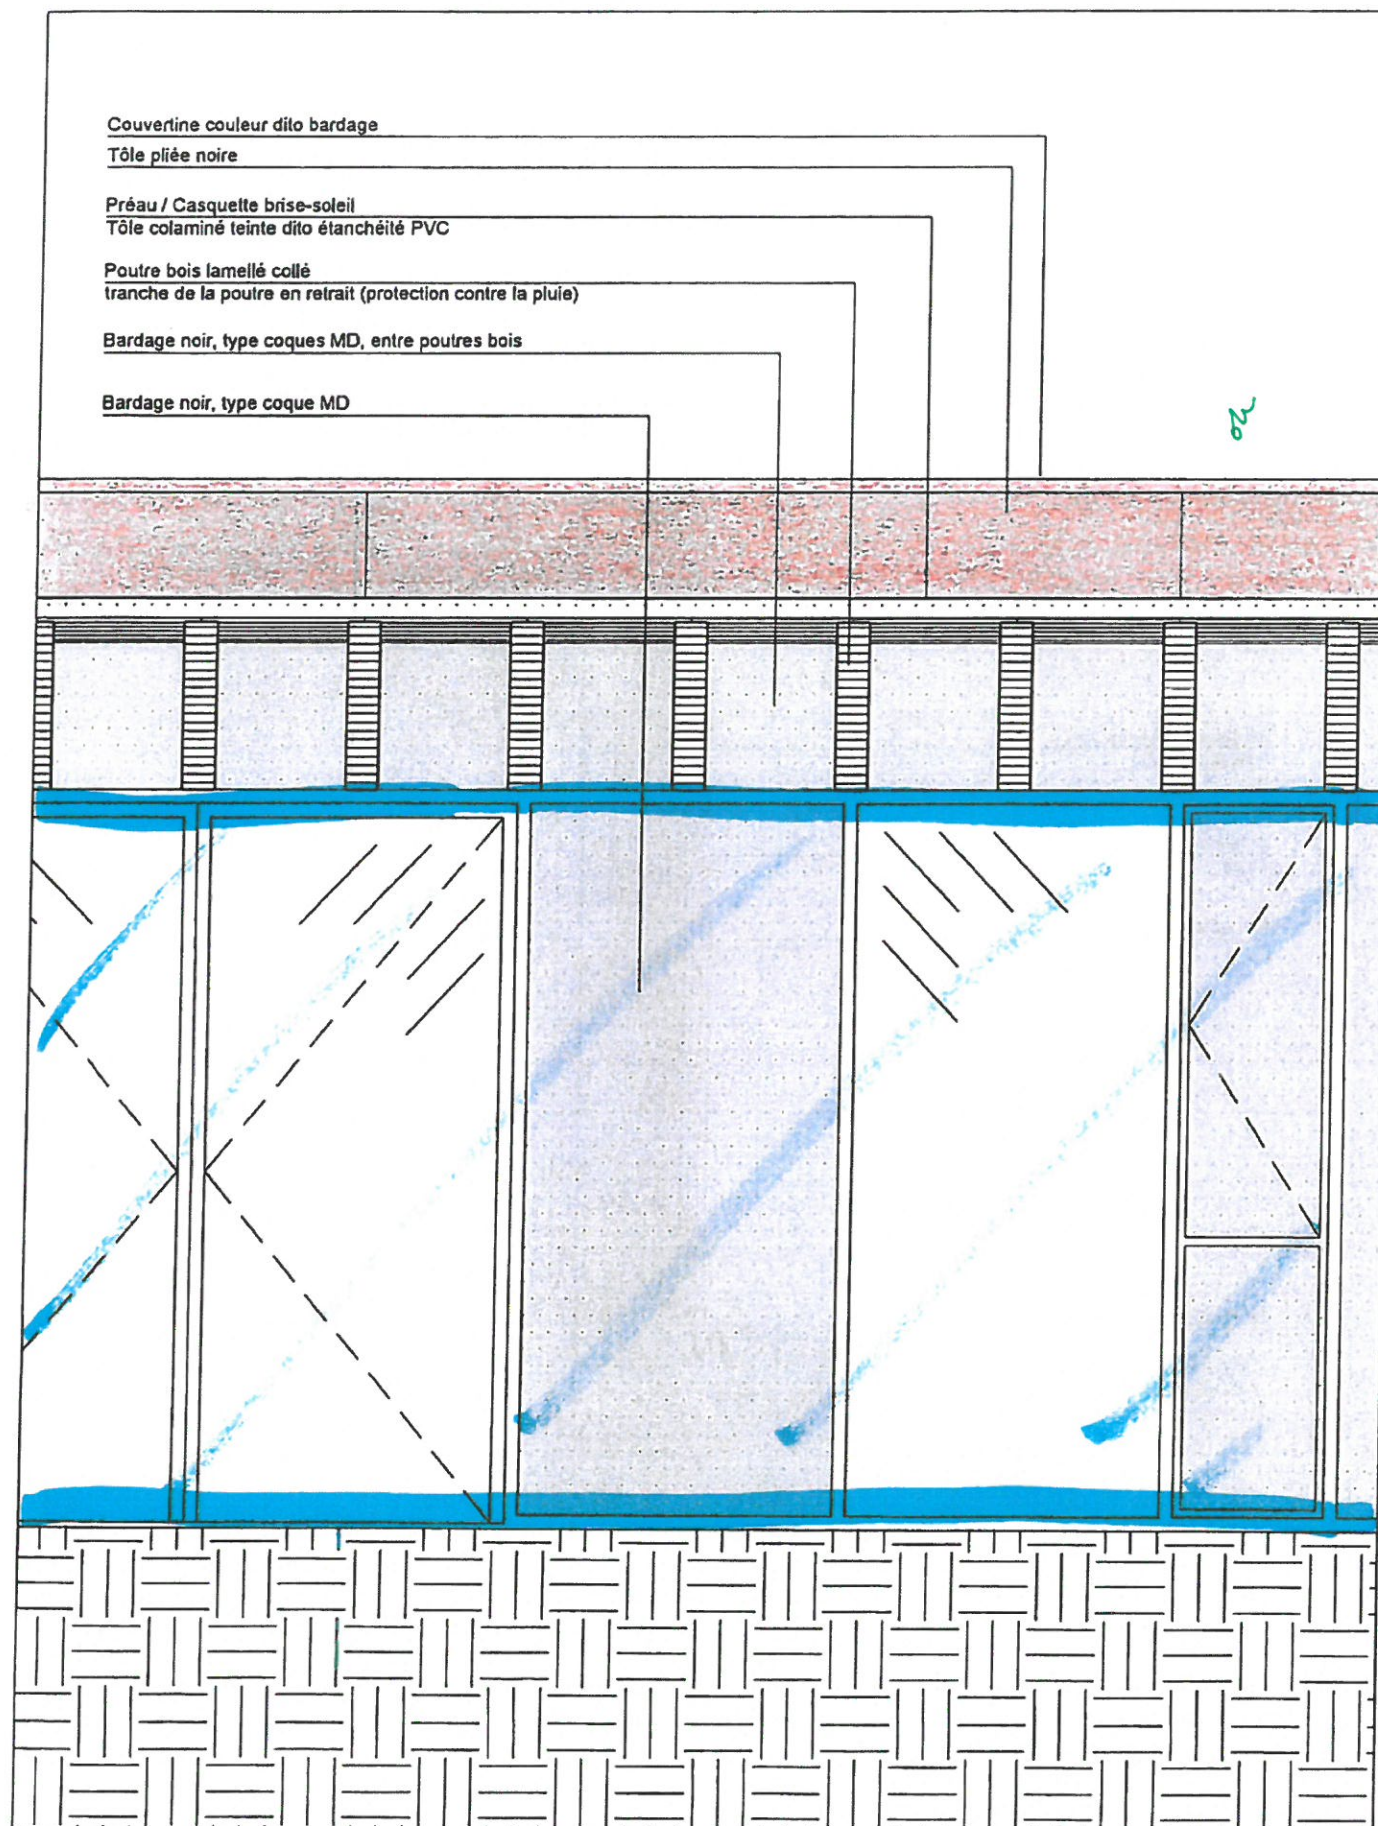 Couvertine couleur dito bardage
Tôle pliée noire
Préau / Casquette brise-soleil
Tôle colaminé teinte dito étanchéité PVC
Poutre bois lamellé collé
tranche de la poutre en retrait (protection contre la pluie)
Bardage noir, type coques MD, entre poutres bois
Bardage noir, type coque MD